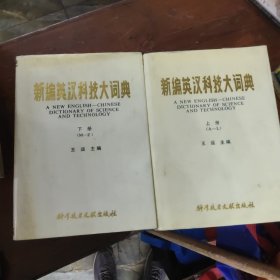 新编英汉科技大词典
A NEW ENGLISH—CHINESE
DICTIONARY OF SCIENCE
AND TECHNOLOGY
下册
(M—Z)
主编
科学技术文献出版社
新编英汉科技大词典
A NEW ENGLISH—CHINESE
DICTIONARY OF SCIENCE
AND TECHNOLOGY
上册
(A—L)
主编
科学技术文献出版社